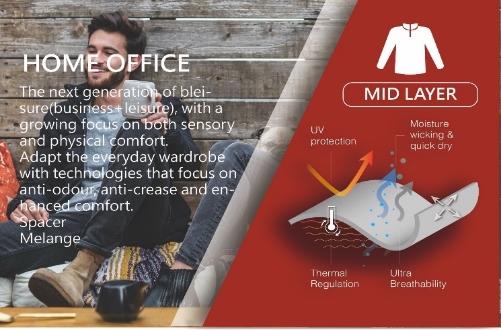 HOME OFFICE
The next generation of blei-
sure(business+leisure), with a
growing focus on both sensory
and physical comfort.
Adapt the everyday wardrobe
with technologies that focus on
anti-odour, anti-crease and en-
hanced comfort.
Spacer
Melange
MID LAYER
UV
protection
Moisture
wicking &
quick dry
Thermal
Regulation
Ultra
Breathability